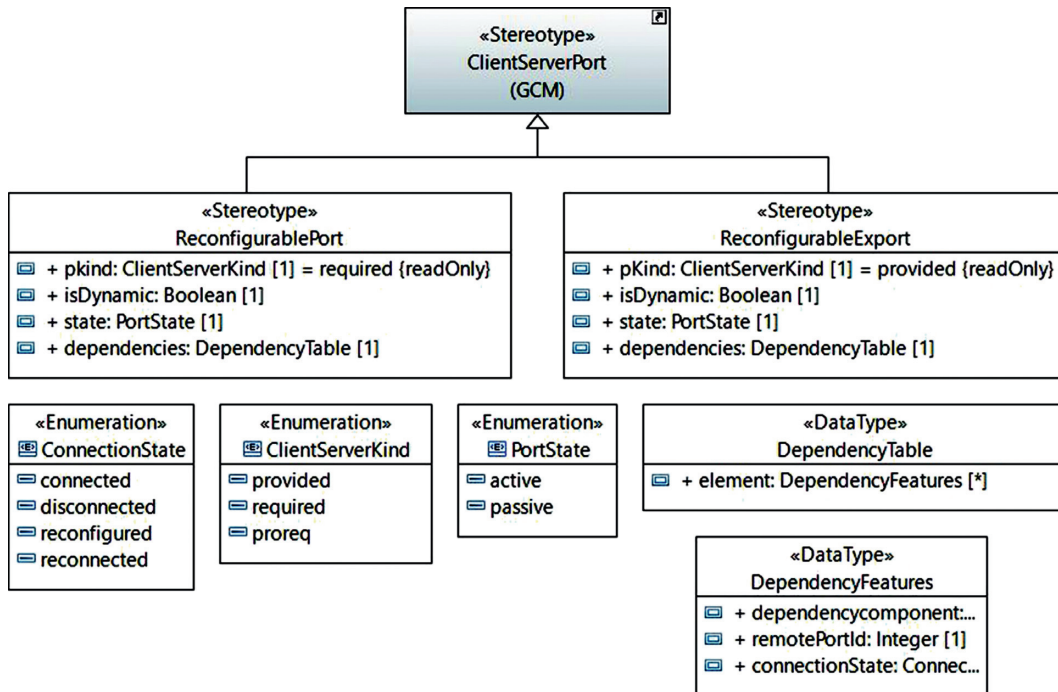 «Stereotype»
ClientServerPort
(GCM)
«Stereotype»
ReconfigurablePort
+ pkind: ClientServerKind [1] = required {readOnly}
+ isDynamic: Boolean [1]
+ state: PortState [1]
+ dependencies: DependencyTable [1]
«Stereotype»
ReconfigurableExport
+ pKind: ClientServerKind [1] = provided {readOnly}
+ isDynamic: Boolean [1]
+ state: PortState [1]
+ dependencies: DependencyTable [1]
«Enumeration»
«E» ConnectionState
connected
disconnected
reconfigured
reconnected
«Enumeration»
«E» ClientServerKind
provided
required
proreq
«Enumeration»
«E» PortState
active
passive
«DataType»
DependencyTable
+ element: DependencyFeatures [*]
«DataType»
DependencyFeatures
+ dependencycomponent:...
+ remotePortId: Integer [1]
+ connectionState: Connec...